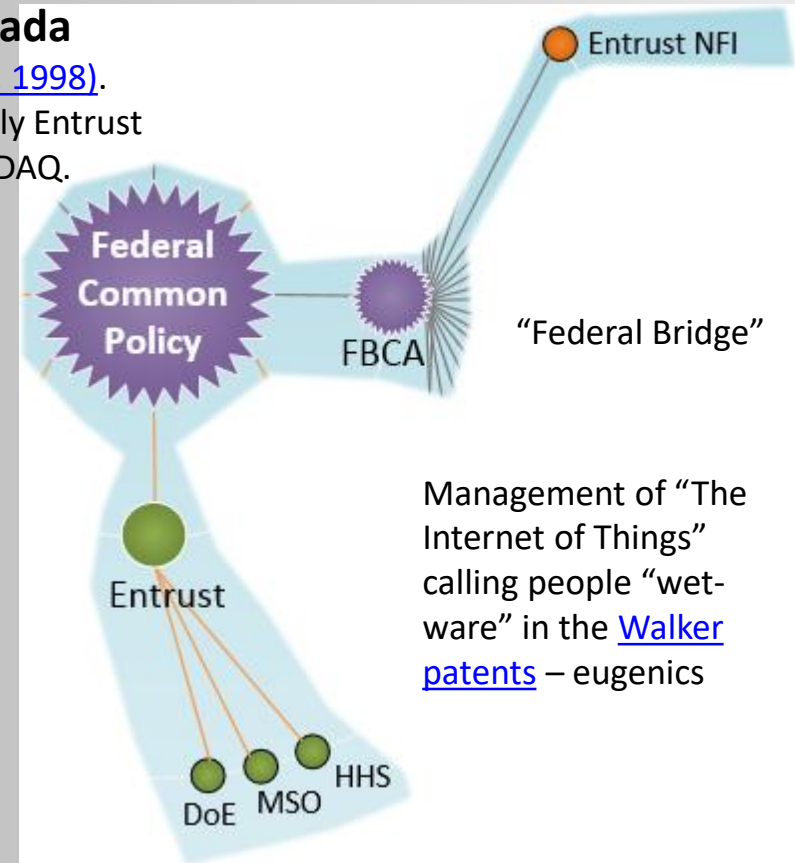 ada
1998).
ly Entrust
DAQ.
Entrust NFI
Federal
Common
Policy
FBCA
“Federal Bridge”
Management of “The
Internet of Things”
calling people “wet-
ware” in the Walker
patents – eugenics
Entrust
HHS
MSO
DoE